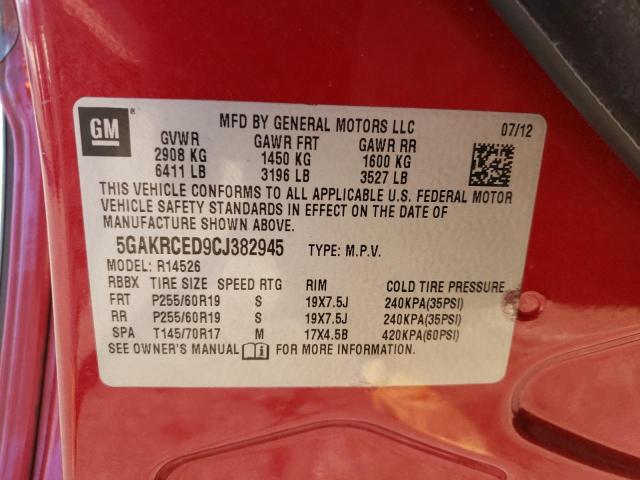 GM ®
MFD BY GENERAL MOTORS LLC 07/12
GVWR GAWR FRT GAWR RR
2908 KG 1450 KG 1600 KG
6411 LB 3196 LB 3527 LB
THIS VEHICLE CONFORMS TO ALL APPLICABLE U.S. FEDERAL MOTOR
VEHICLE SAFETY STANDARDS IN EFFECT ON THE DATE OF
MANUFACTURE SHOWN ABOVE.
5GAKRCED9CJ382945 TYPE: M.P.V.
MODEL: R14526
RBBX TIRE SIZE SPEED RTG RIM COLD TIRE PRESSURE
FRT P255/60R19 S 19X7.5J 240KPA(35PSI)
RR P255/60R19 S 19X7.5J 240KPA(35PSI)
SPA T145/70R17 M 17X4.5B 420KPA(60PSI)
SEE OWNER'S MANUAL FOR MORE INFORMATION.